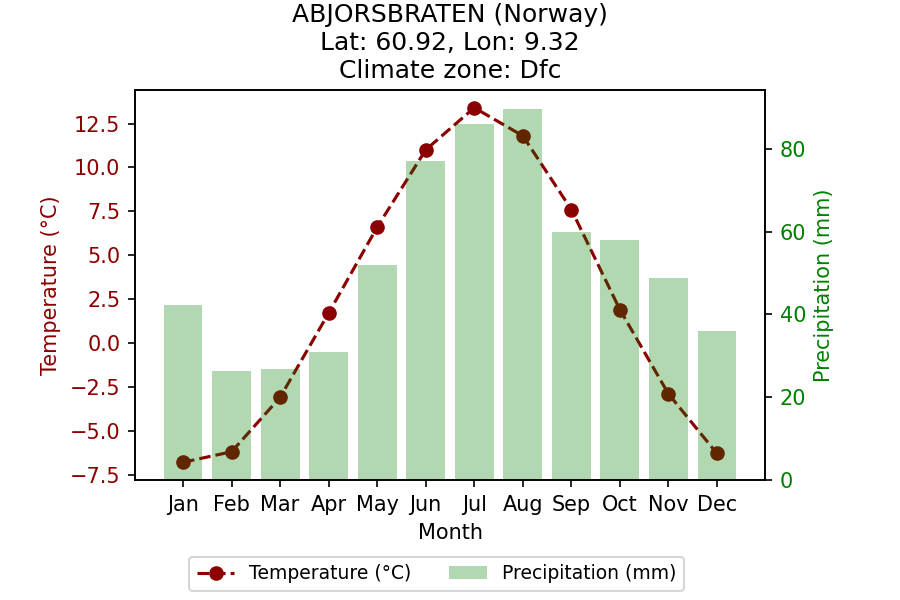 ABJORSBRATEN (Norway)
Lat: 60.92, Lon: 9.32
Climate zone: Dfc
12.5
10.0
7.5
5.0
2.5
0.0
−2.5
−5.0
−7.5
Temperature (°C)
80
60
40
20
0
Precipitation (mm)
Jan Feb Mar Apr May Jun Jul Aug Sep Oct Nov Dec
Month
Temperature (°C) Precipitation (mm)